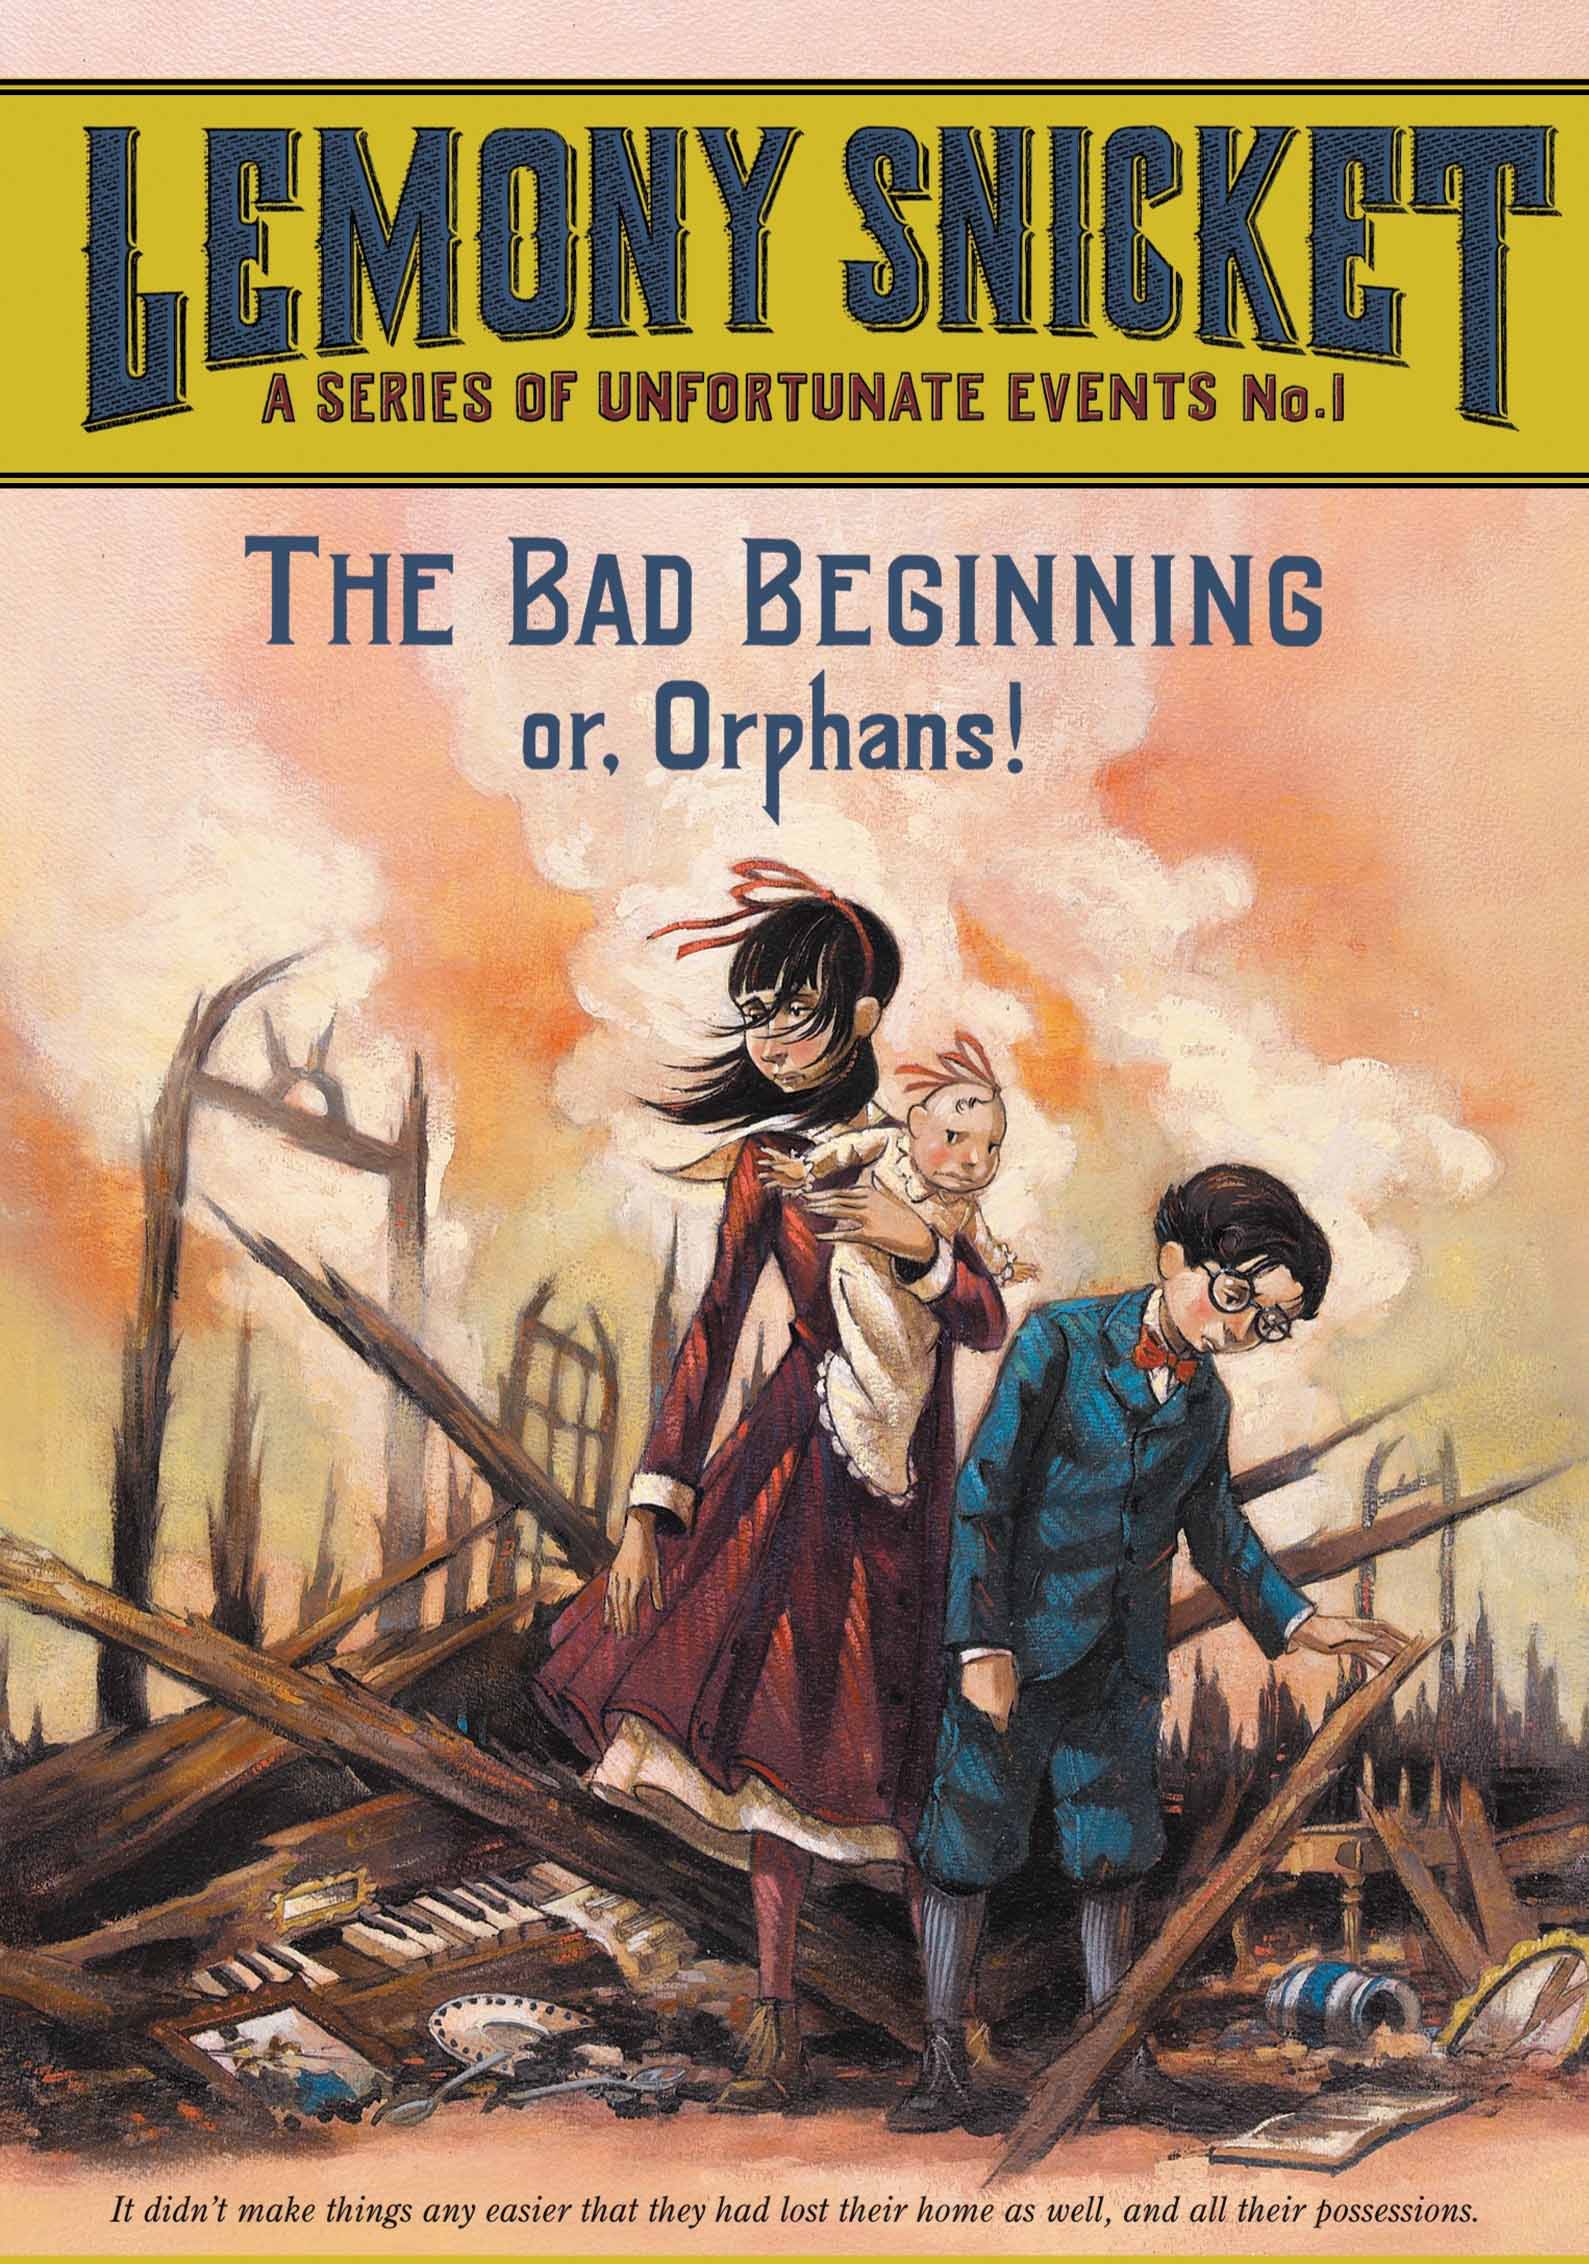 LEMONY SNICKET
A SERIES OF UNFORTUNATE EVENTS No.1
THE BAD BEGINNING
or, Orphans!
It didn't make things any easier that they had lost their home as well, and all their possessions.